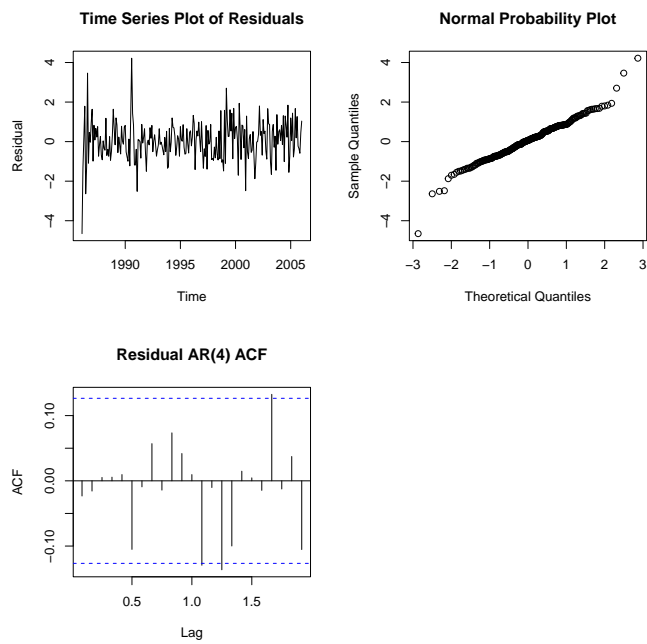 Time Series Plot of Residuals
Residual
4
2
0
−2
−4
1990 1995 2000 2005
Time
Normal Probability Plot
Sample Quantiles
4
2
0
−2
−4
−3 −2 −1 0 1 2 3
Theoretical Quantiles
Residual AR(4) ACF
ACF
0.10
0.00
−0.10
0.5 1.0 1.5
Lag